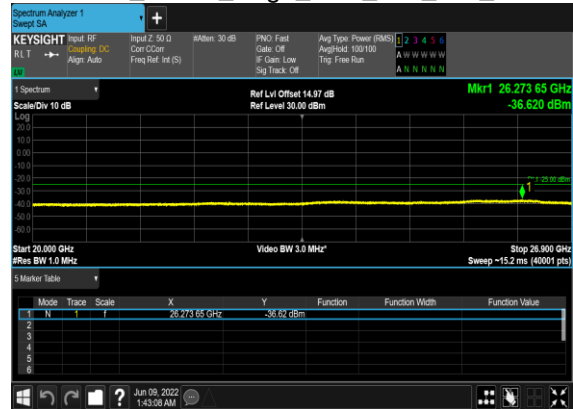 Spectrum Analyzer 1
Swept SA
+
KEYSIGHT
RLT
Input: RF
Coupling: DC
Align: Auto
Input Z: 50 Ω
Corr CCorr
Freq Ref: Int (S)
#Atten: 30 dB
PNO: Fast
Gate: Off
IF Gain: Low
Sig Track: Off
Avg Type: Power (RMS)
Avg|Hold: 100/100
Trig: Free Run
1 2 3 4 5 6
A W W W W W
A N N N N N
1 Spectrum
Scale/Div 10 dB
Ref Lvl Offset 14.97 dB
Ref Level 30.00 dBm
Mkr1 26.273 65 GHz
-36.620 dBm
Log
20.0
10.0
0.00
-10.0
-20.0
-30.0
-40.0
-50.0
-60.0
-25.00 dBm
1
Start 20.000 GHz
#Res BW 1.0 MHz
Video BW 3.0 MHz*
Stop 26.900 GHz
Sweep ~15.2 ms (40001 pts)
5 Marker Table
Mode Trace Scale X Y Function Function Width Function Value
1 N 1 f 26.273 65 GHz -36.62 dBm
2
3
4
5
6
?
Jun 09, 2022
1:43:08 AM